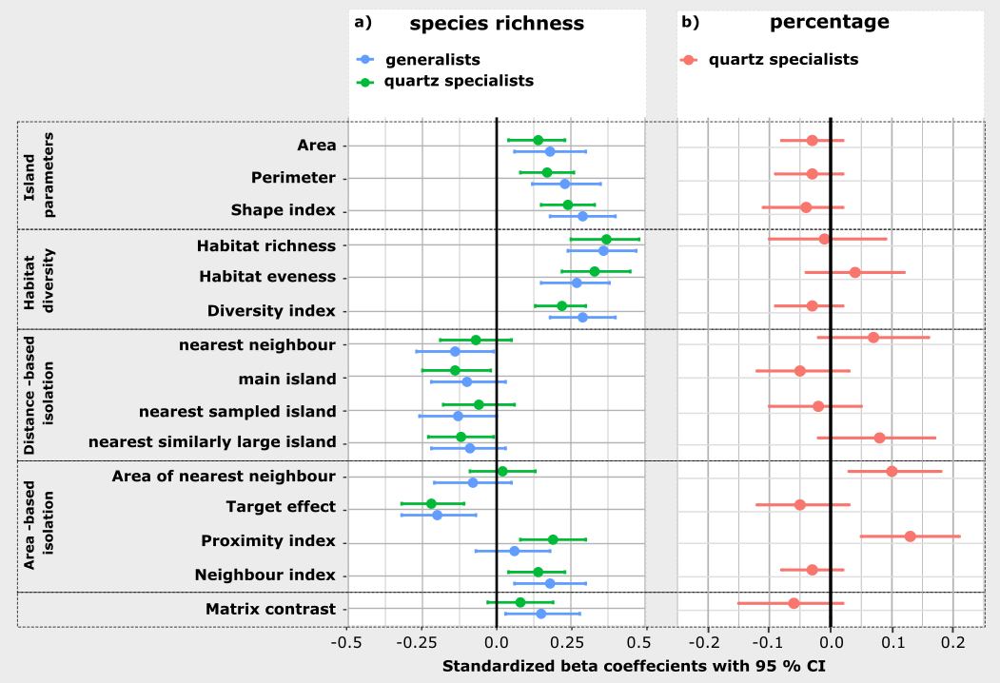 a) species richness
generalists
quartz specialists
b) percentage
quartz specialists
Island
parameters
Area
Perimeter
Shape index
Habitat
diversity
Habitat richness
Habitat eveness
Diversity index
Distance -based
isolation
nearest neighbour
main island
nearest sampled island
nearest similarly large island
Area -based
isolation
Area of nearest neighbour
Target effect
Proximity index
Neighbour index
Matrix contrast
-0.5 -0.25 0.0 0.25 0.5 -0.2 -0.1 0.0 0.1 0.2
Standardized beta coeffecients with 95 % CI